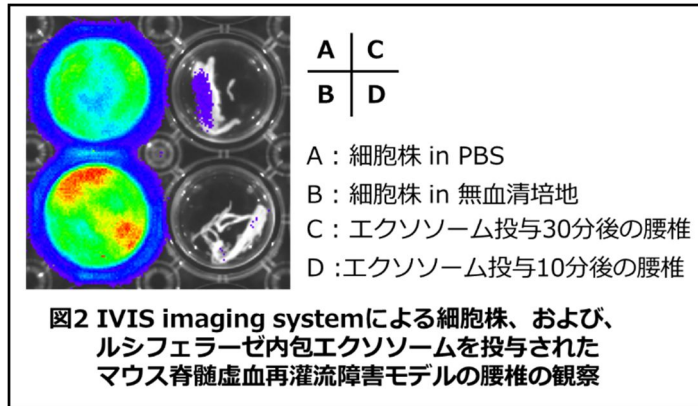 A C
B D
A:細胞株 in PBS
B:細胞株 in 無血清培地
C:エクソソーム投与30分後の腰椎
D:エクソソーム投与10分後の腰椎
図2 IVIS imaging systemによる細胞株、および、
ルシフェラーゼ内包エクソソームを投与された
マウス脊髄虚血再灌流障害モデルの腰椎の観察